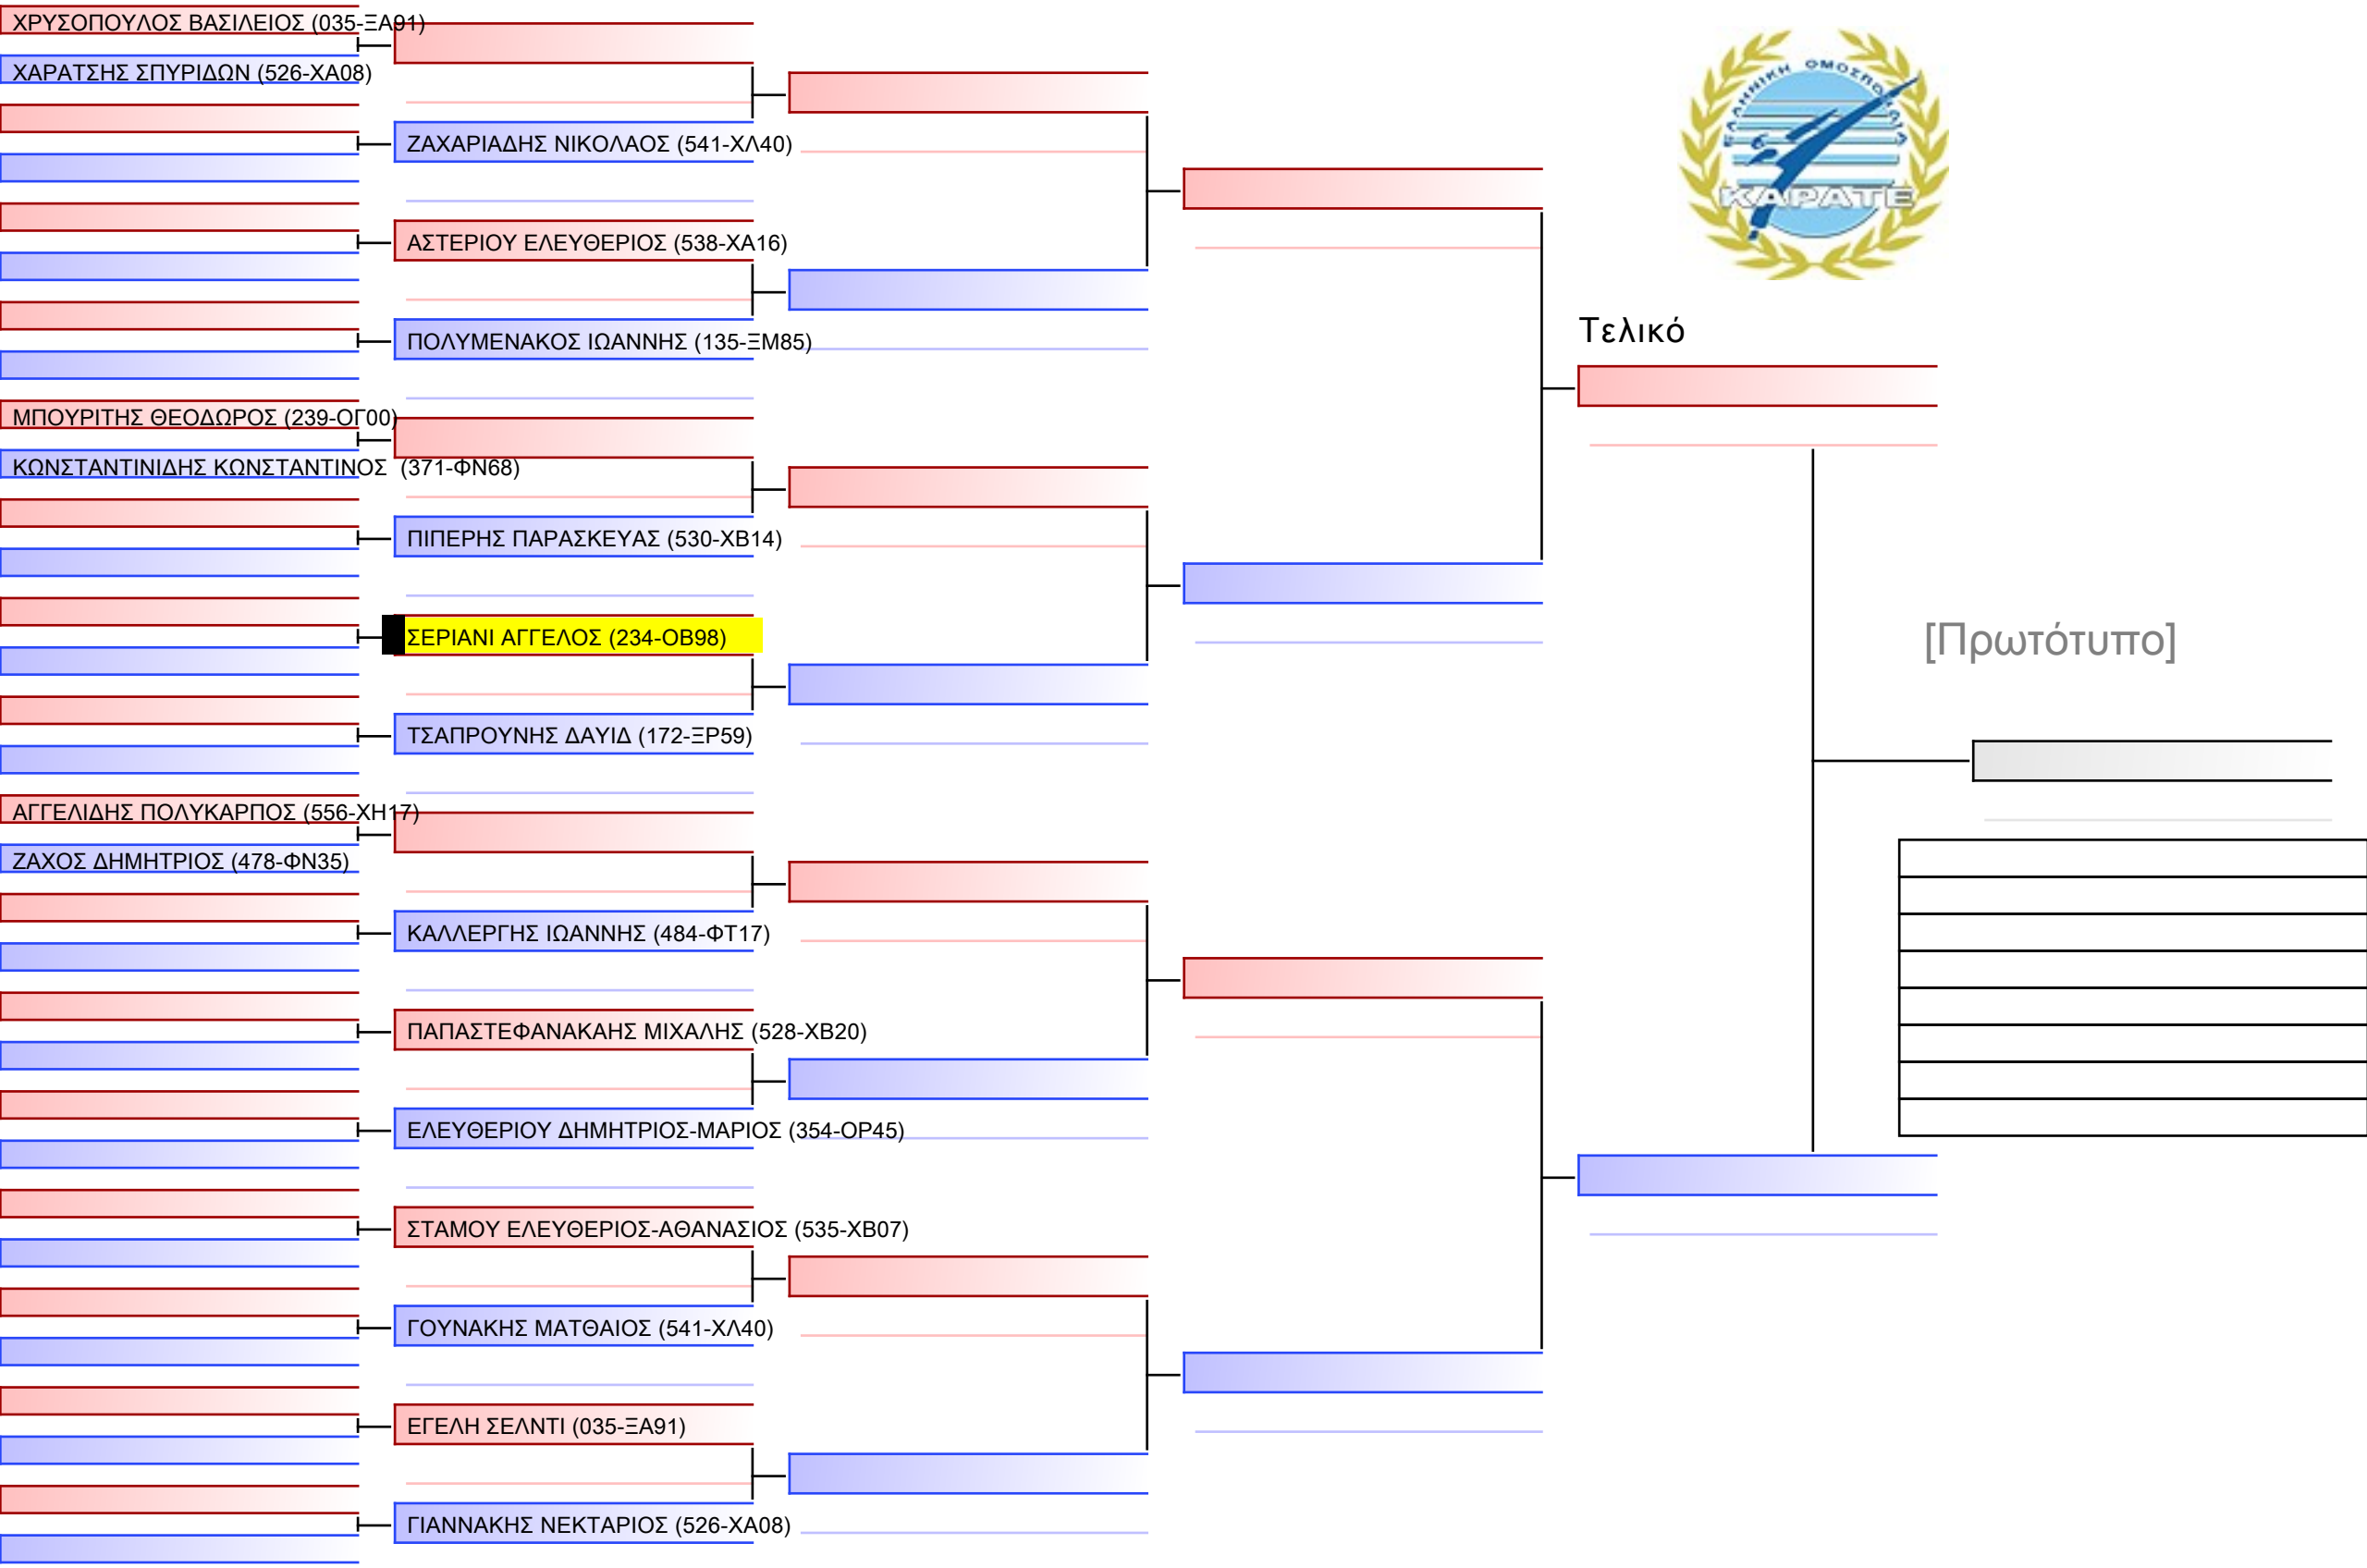 ΧΡΥΣΟΠΟΥΛΟΣ ΒΑΣΙΛΕΙΟΣ (035-ΞΑ91)
ΧΑΡΑΤΣΗΣ ΣΠΥΡΙΔΩΝ (526-ΧΑ08)
ΖΑΧΑΡΙΑΔΗΣ ΝΙΚΟΛΑΟΣ (541-ΧΛ40)
ΑΣΤΕΡΙΟΥ ΕΛΕΥΘΕΡΙΟΣ (538-ΧΑ16)
ΠΟΛΥΜΕΝΑΚΟΣ ΙΩΑΝΝΗΣ (135-ΞΜ85)
ΜΠΟΥΡΙΤΗΣ ΘΕΟΔΩΡΟΣ (239-ΟΓ00)
ΚΩΝΣΤΑΝΤΙΝΙΔΗΣ ΚΩΝΣΤΑΝΤΙΝΟΣ (371-ΦΝ68)
ΠΙΠΕΡΗΣ ΠΑΡΑΣΚΕΥΑΣ (530-ΧΒ14)
ΣΕΡΙΑΝΙ ΑΓΓΕΛΟΣ (234-ΟΒ98)
ΤΣΑΠΡΟΥΝΗΣ ΔΑΥΙΔ (172-ΞΡ59)
ΑΓΓΕΛΙΔΗΣ ΠΟΛΥΚΑΡΠΟΣ (556-ΧΗ17)
ΖΑΧΟΣ ΔΗΜΗΤΡΙΟΣ (478-ΦΝ35)
ΚΑΛΛΕΡΓΗΣ ΙΩΑΝΝΗΣ (484-ΦΤ17)
ΠΑΠΑΣΤΕΦΑΝΑΚΑΗΣ ΜΙΧΑΛΗΣ (528-ΧΒ20)
ΕΛΕΥΘΕΡΙΟΥ ΔΗΜΗΤΡΙΟΣ-ΜΑΡΙΟΣ (354-ΟΡ45)
ΣΤΑΜΟΥ ΕΛΕΥΘΕΡΙΟΣ-ΑΘΑΝΑΣΙΟΣ (535-ΧΒ07)
ΓΟΥΝΑΚΗΣ ΜΑΤΘΑΙΟΣ (541-ΧΛ40)
ΕΓΕΛΗ ΣΕΛΝΤΙ (035-ΞΑ91)
ΓΙΑΝΝΑΚΗΣ ΝΕΚΤΑΡΙΟΣ (526-ΧΑ08)
ΕΛΛΗΝΙΚΗ ΟΜΟΣΠΟΝΔΙΑ
ΚΑΡΑΤΕ
Τελικό
[Πρωτότυπο]